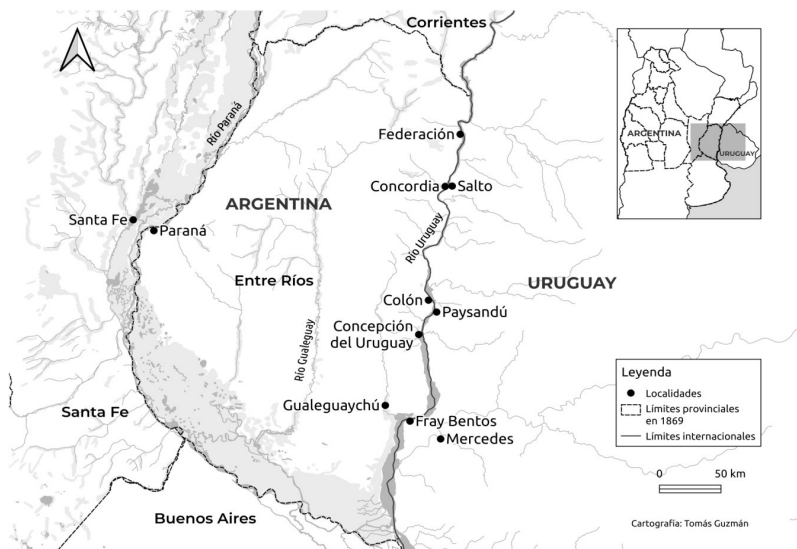 Corrientes
Río Paraná
Federación
ARGENTINA
URUGUAY
Concordia
Salto
Santa Fe
Paraná
ARGENTINA
Río Uruguay
Entre Ríos
URUGUAY
Colón
Paysandú
Concepción
del Uruguay
Río Gualeguay
Gualeguaychú
Santa Fe
Fray Bentos
Mercedes
Buenos Aires
Leyenda
Localidades
Límites provinciales
en 1869
Límites internacionales
0 50 km
Cartografía: Tomás Guzmán